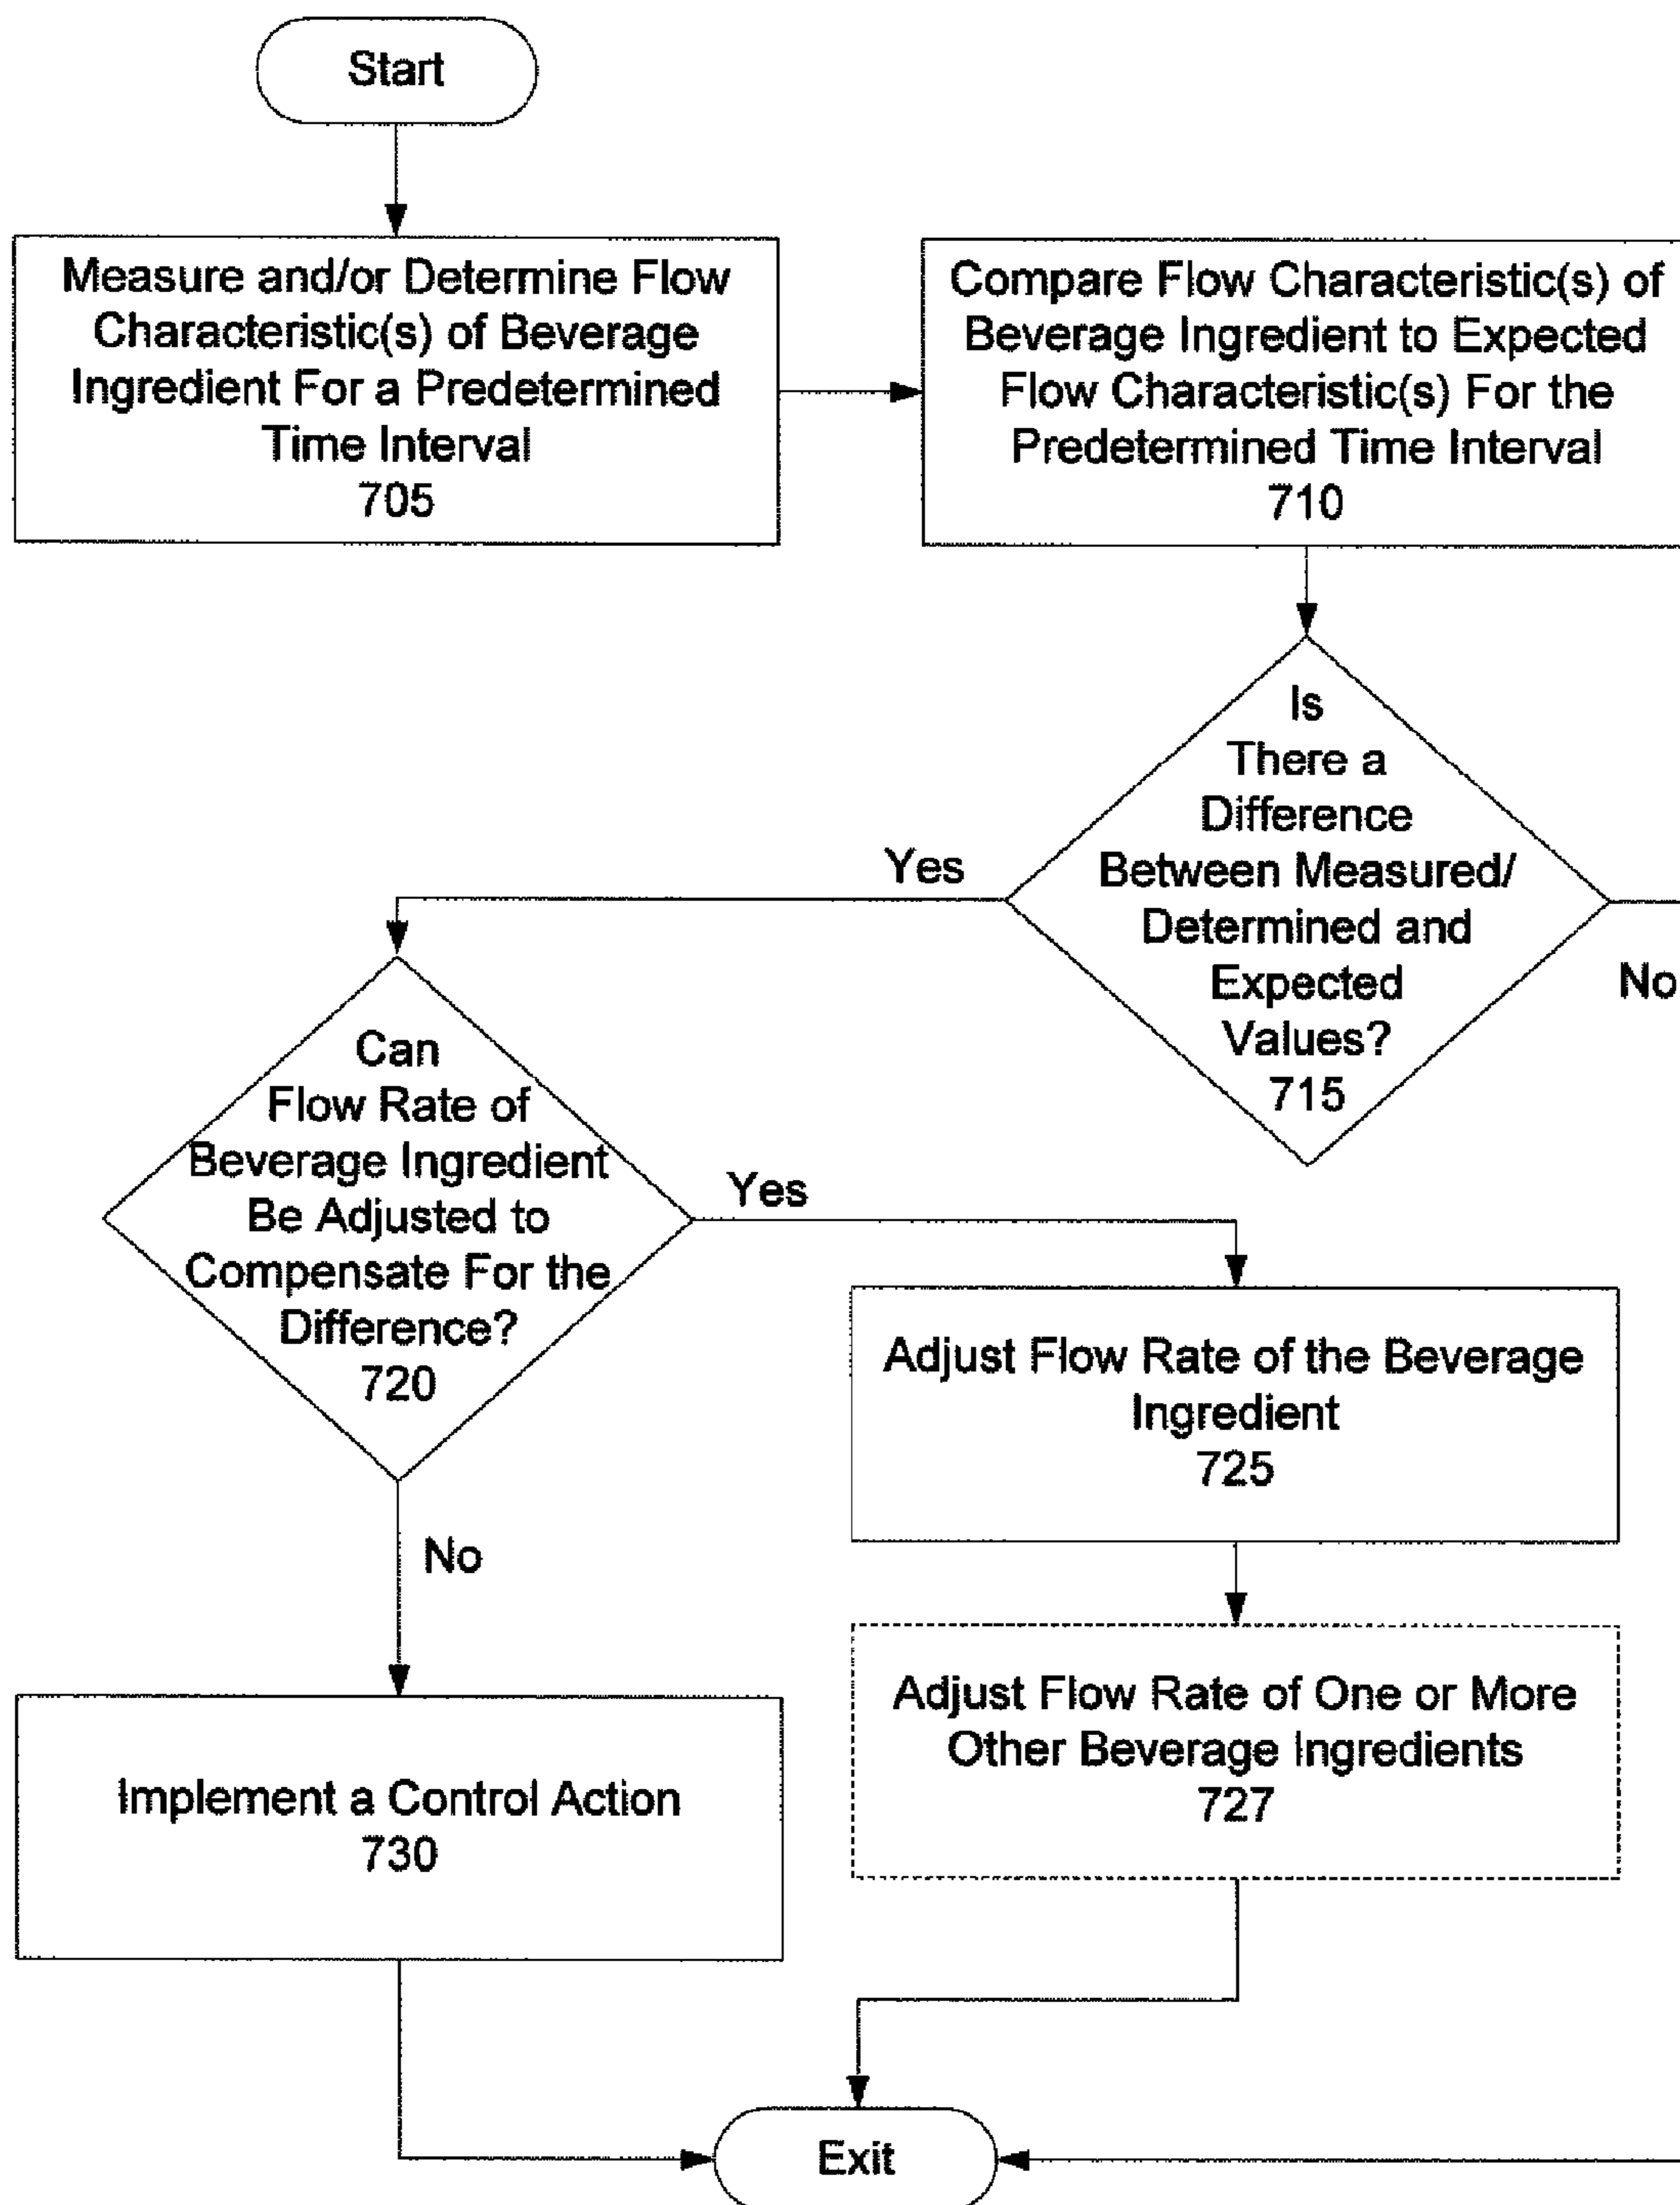 Start
Measure and/or Determine Flow
Characteristic(s) of Beverage
Ingredient For a Predetermined
Time Interval
705
Compare Flow Characteristic(s) of
Beverage Ingredient to Expected
Flow Characteristic(s) For the
Predetermined Time Interval
710
Is
There a
Difference
Between Measured/
Determined and
Expected
Values?
715
Yes
No
Can
Flow Rate of
Beverage Ingredient
Be Adjusted to
Compensate For the
Difference?
720
Yes
No
Adjust Flow Rate of the Beverage
Ingredient
725
Adjust Flow Rate of One or More
Other Beverage Ingredients
727
Implement a Control Action
730
Exit